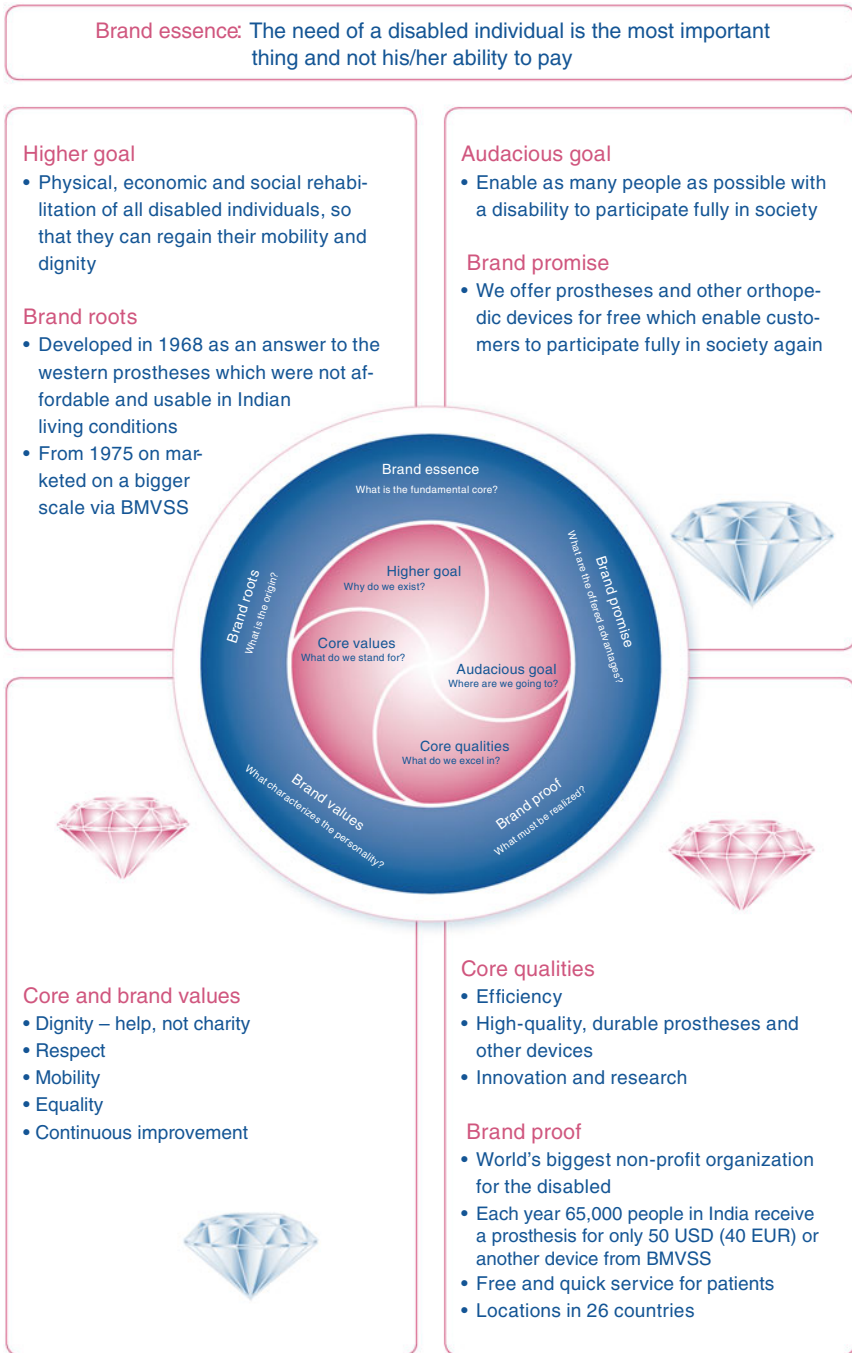 Brand essence: The need of a disabled individual is the most important
thing and not his/her ability to pay
Higher goal
• Physical, economic and social rehabi-
litation of all disabled individuals, so
that they can regain their mobility and
dignity
Brand roots
• Developed in 1968 as an answer to the
western prostheses which were not af-
fordable and usable in Indian
living conditions
• From 1975 on mar-
keted on a bigger
scale via BMVSS
Audacious goal
• Enable as many people as possible with
a disability to participate fully in society
Brand promise
• We offer prostheses and other orthope-
dic devices for free which enable custo-
mers to participate fully in society again
Brand essence
What is the fundamental core?
Brand promise
What are the offered advantages?
Brand proof
What must be realized?
Brand values
What characterizes the personality?
Brand roots
What is the origin?
Higher goal
Why do we exist?
Core values
What do we stand for?
Audacious goal
Where are we going to?
Core qualities
What do we excel in?
Core and brand values
• Dignity – help, not charity
• Respect
• Mobility
• Equality
• Continuous improvement
Core qualities
• Efficiency
• High-quality, durable prostheses and
other devices
• Innovation and research
Brand proof
• World's biggest non-profit organization
for the disabled
• Each year 65,000 people in India receive
a prosthesis for only 50 USD (40 EUR) or
another device from BMVSS
• Free and quick service for patients
• Locations in 26 countries